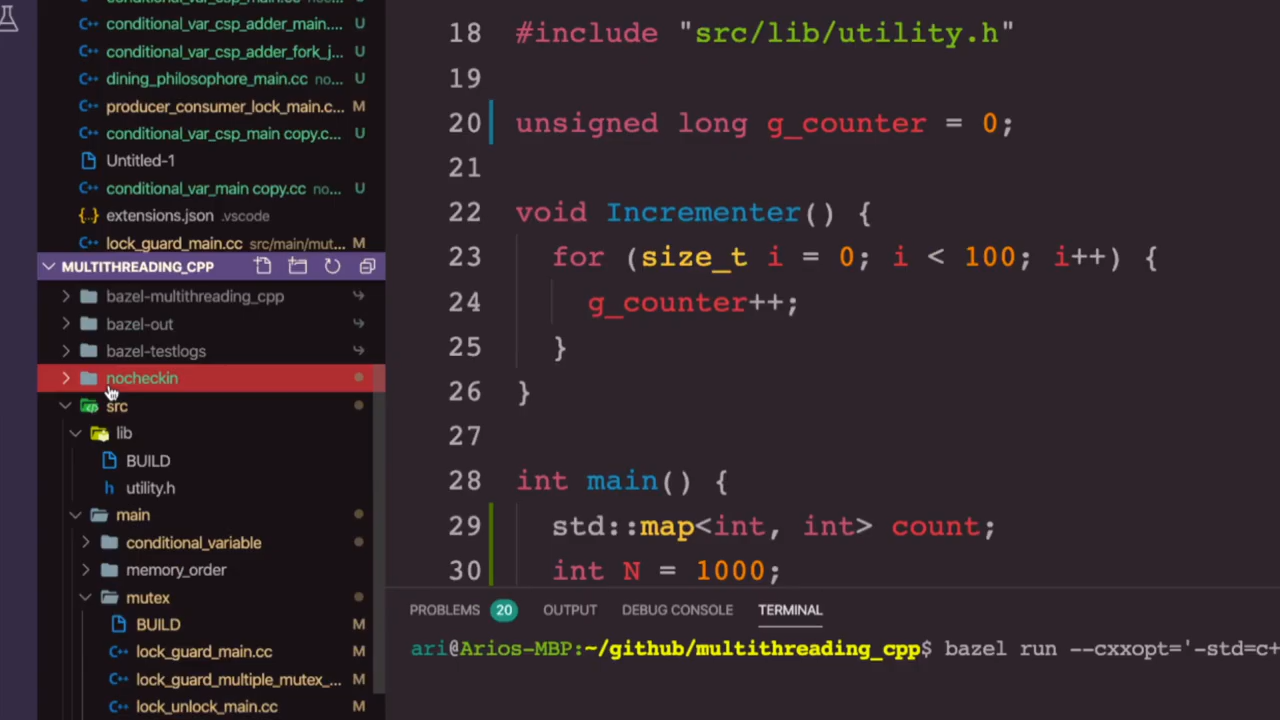 conditional_var_csp_adder_main.... U
conditional_var_csp_adder_fork_j... U
dining_philosophore_main.cc no... U
producer_consumer_lock_main.c... M
conditional_var_csp_main copy.c... U
Untitled-1
conditional_var_main copy.cc no... U
extensions.json .vscode
lock_guard_main.cc src/main/mut... M
MULTITHREADING_CPP
bazel-multithreading_cpp
bazel-out
bazel-testlogs
nocheckin
src
lib
BUILD
utility.h
main
conditional_variable
memory_order
mutex
BUILD M
lock_guard_main.cc M
lock_guard_multiple_mutex_... M
lock_unlock_main.cc M
18 #include "src/lib/utility.h"
19
20 unsigned long g_counter = 0;
21
22 void Incrementer() {
23 for (size_t i = 0; i < 100; i++) {
24 g_counter++;
25 }
26 }
27
28 int main() {
29 std::map<int, int> count;
30 int N = 1000;
PROBLEMS 20 OUTPUT DEBUG CONSOLE TERMINAL
ari@Arios-MBP:~/github/multithreading_cpp$ bazel run --cxxopt='-std=c+